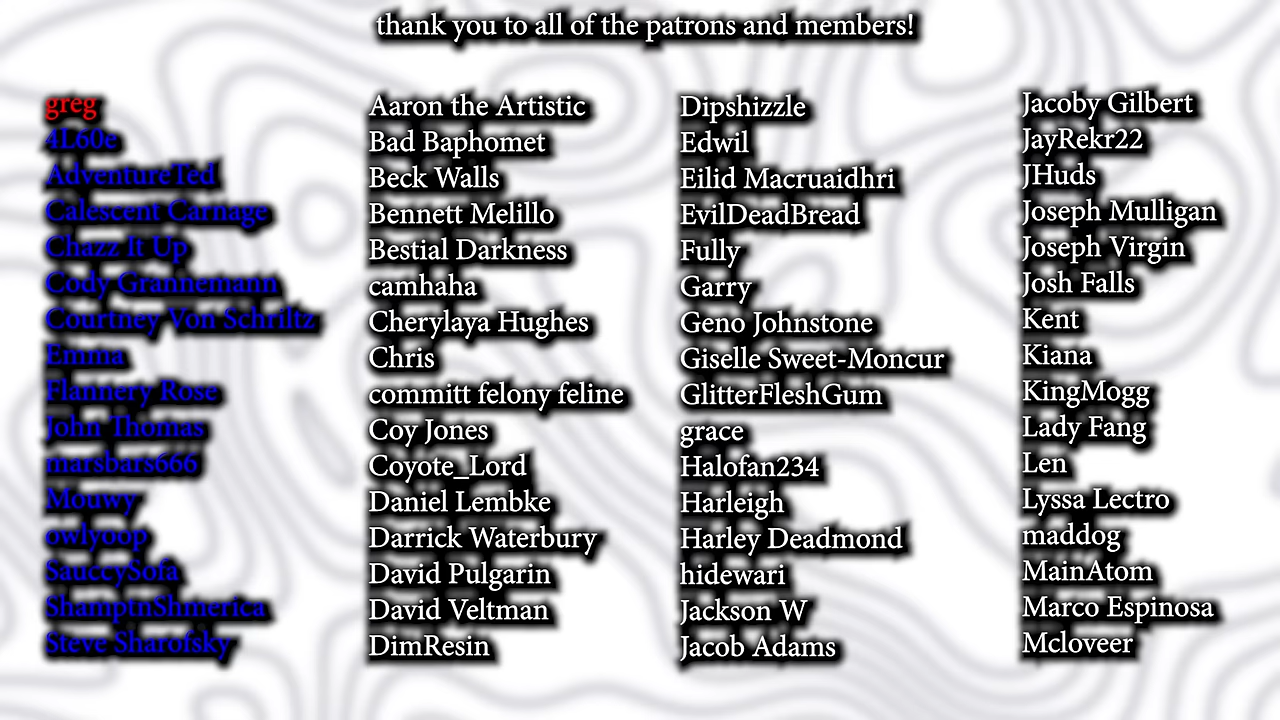 thank you to all of the patrons and members!
greg
4L60e
AdventureTed
Calescent Carnage
Chazz It Up
Cody Grannemann
Courtney Von Schriltz
Emma
Flannery Rose
John Thomas
marsbars666
Mouwy
owlyoop
SauccySofa
ShamptnShmerica
Steve Sharofsky
Aaron the Artistic
Bad Baphomet
Beck Walls
Bennett Melillo
Bestial Darkness
camhaha
Cherylaya Hughes
Chris
committ felony feline
Coy Jones
Coyote_Lord
Daniel Lembke
Darrick Waterbury
David Pulgarin
David Veltman
DimResin
Dipshizzle
Edwil
Eilid Macruaidhri
EvilDeadBread
Fully
Garry
Geno Johnstone
Giselle Sweet-Moncur
GlitterFleshGum
grace
Halofan234
Harleigh
Harley Deadmond
hidewari
Jackson W
Jacob Adams
Jacoby Gilbert
JayRekr22
JHuds
Joseph Mulligan
Joseph Virgin
Josh Falls
Kent
Kiana
KingMogg
Lady Fang
Len
Lyssa Lectro
maddog
MainAtom
Marco Espinosa
Mcloveer